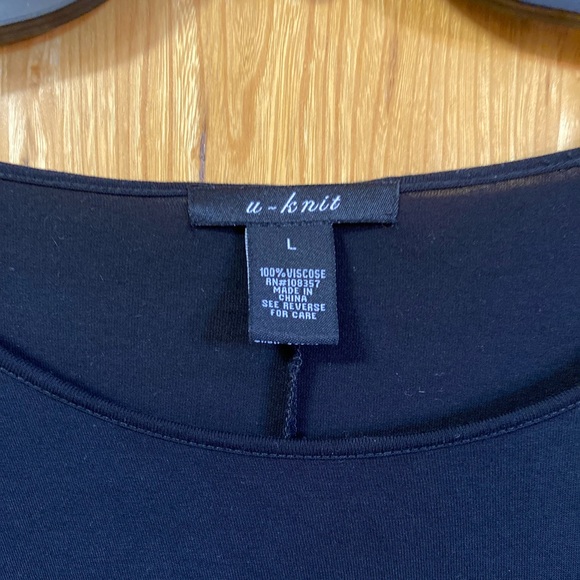 u-knit
L
100% VISCOSE
RN#108357
MADE IN
CHINA
SEE REVERSE
FOR CARE